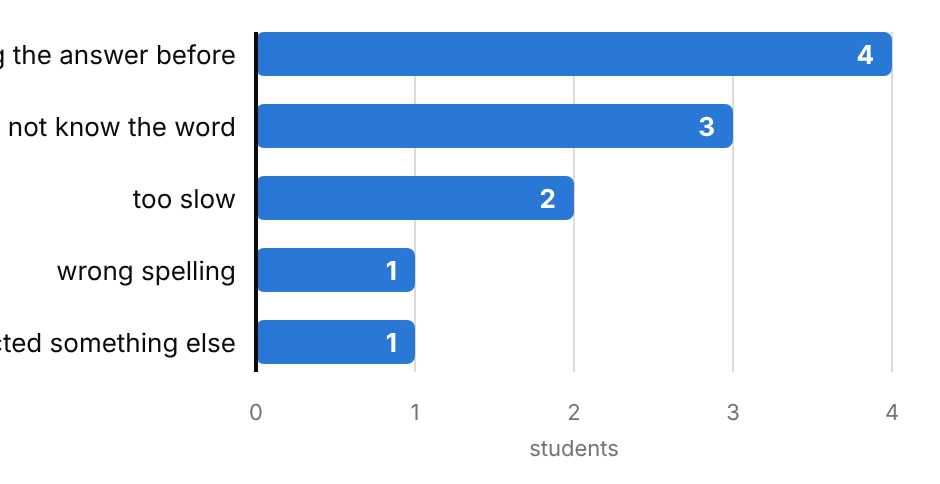 the answer before
4
not know the word
3
too slow
2
wrong spelling
1
something else
1
0 1 2 3 4
students